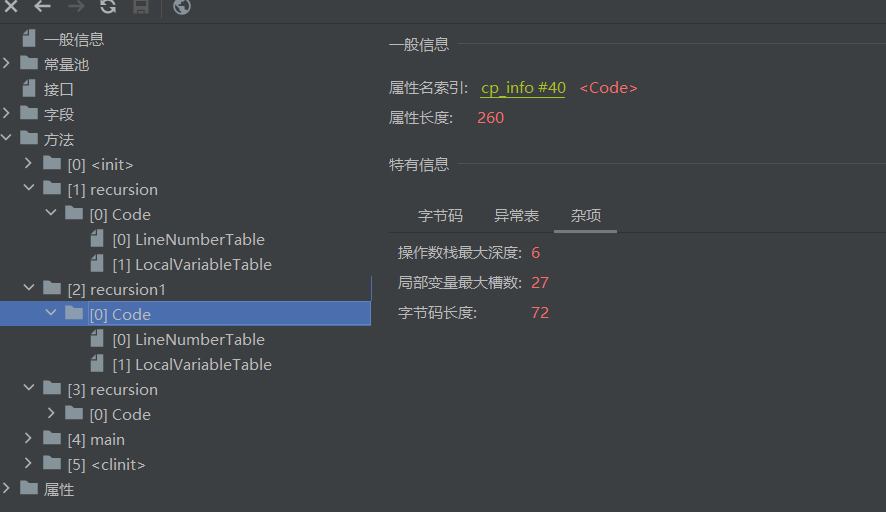 一般信息
常量池
接口
字段
方法
[0] <init>
[1] recursion
[0] Code
[0] LineNumberTable
[1] LocalVariableTable
[2] recursion1
[0] Code
[0] LineNumberTable
[1] LocalVariableTable
[3] recursion
[0] Code
[4] main
[5] <clinit>
属性
一般信息
属性名索引: cp_info #40 <Code>
属性长度: 260
特有信息
字节码 异常表 杂项
操作数栈最大深度: 6
局部变量最大槽数: 27
字节码长度: 72